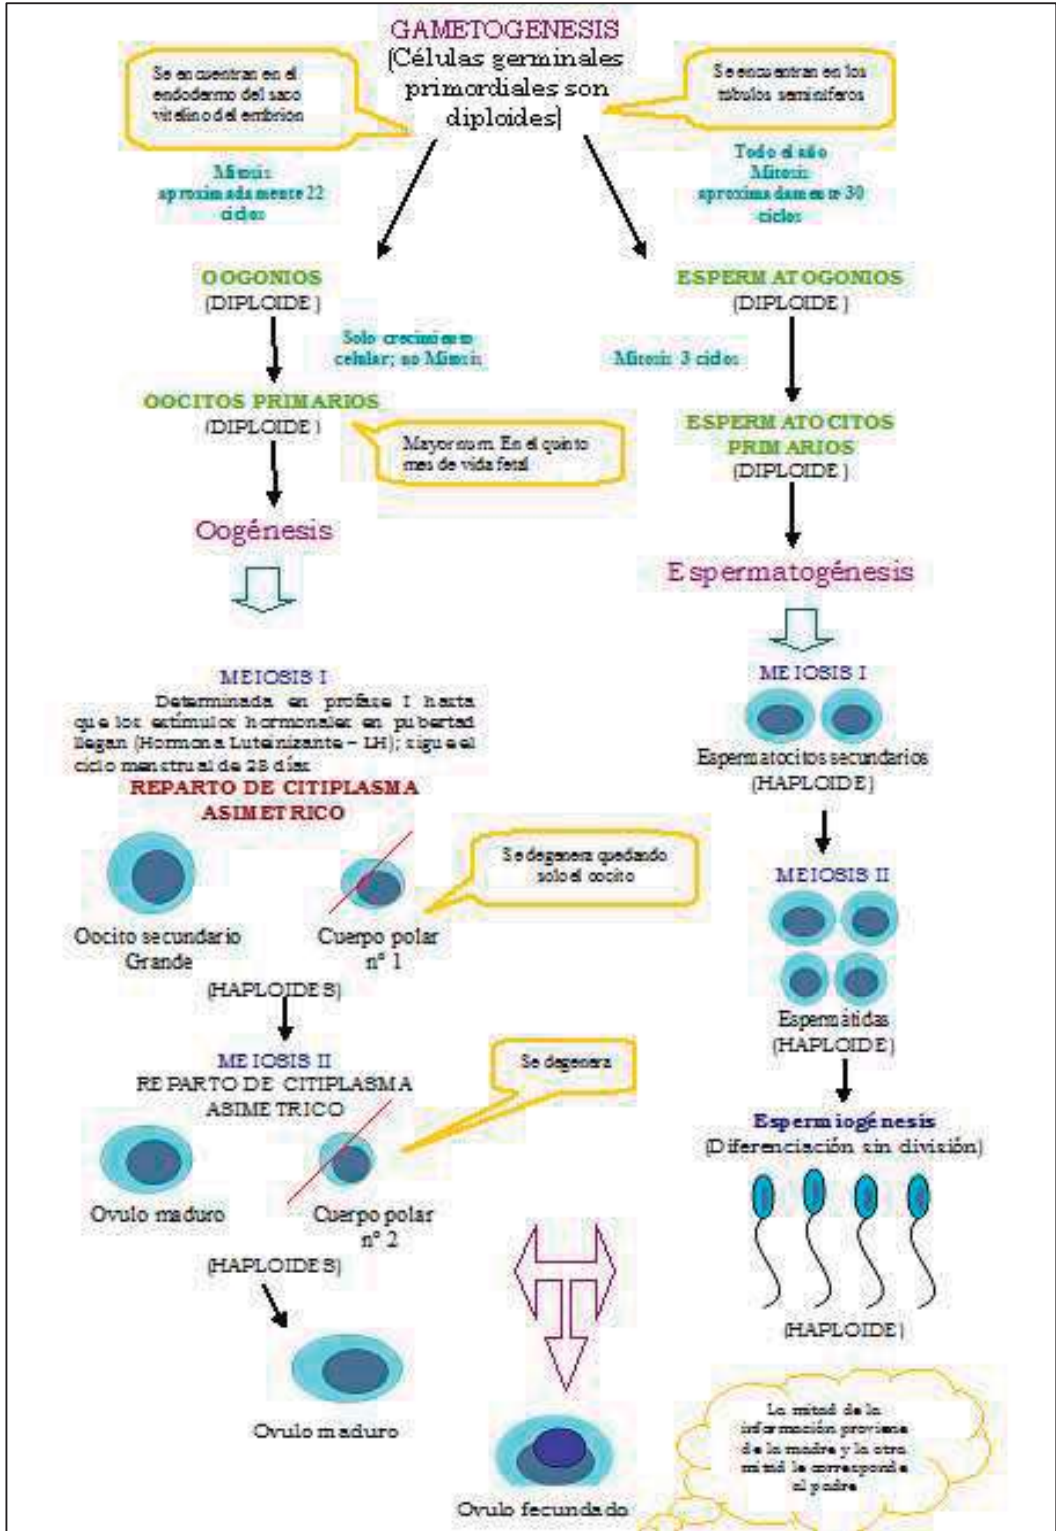 GAMETOGENESIS
(Células germinales
primordiales son
diploides)
Se encuentran en el
endodermo del saco
vitelino del embrión
Se encuentran en los
túbulos seminíferos
Mitosis
aproximadamente 22
ciclos
Todo el año
Mitosis
aproximadamente 30
ciclos
OOGONIOS
(DIPLOIDE)
ESPERMATOGONIOS
(DIPLOIDE)
Solo crecimiento
celular; no Mitosis
Mitosis 3 ciclos
OOCITOS PRIMARIOS
(DIPLOIDE)
Mayor num. En el quinto
mes de vida fetal
ESPERMATOCITOS
PRIMARIOS
(DIPLOIDE)
Oogénesis
Espermatogénesis
MEIOSIS I
Determinada en profase I hasta
que los estímulos hormonales en pubertad
llegan (Hormona Luteinizante – LH); sigue el
ciclo menstrual de 28 días
REPARTO DE CITIPLASMA
ASIMETRICO
Se degenera quedando
solo el oocito
Oocito secundario
Grande
Cuerpo polar
nº 1
(HAPLOIDES)
MEIOSIS II
REPARTO DE CITIPLASMA
ASIMETRICO
Se degenera
Ovulo maduro
Cuerpo polar
nº 2
(HAPLOIDES)
Ovulo maduro
MEIOSIS I
Espermatocitos secundarios
(HAPLOIDE)
MEIOSIS II
Espermátidas
(HAPLOIDE)
Espermiogénesis
(Diferenciación sin división)
(HAPLOIDE)
Ovulo fecundado
La mitad de la
información proviene
de la madre y la otra
mitad le corresponde
al padre